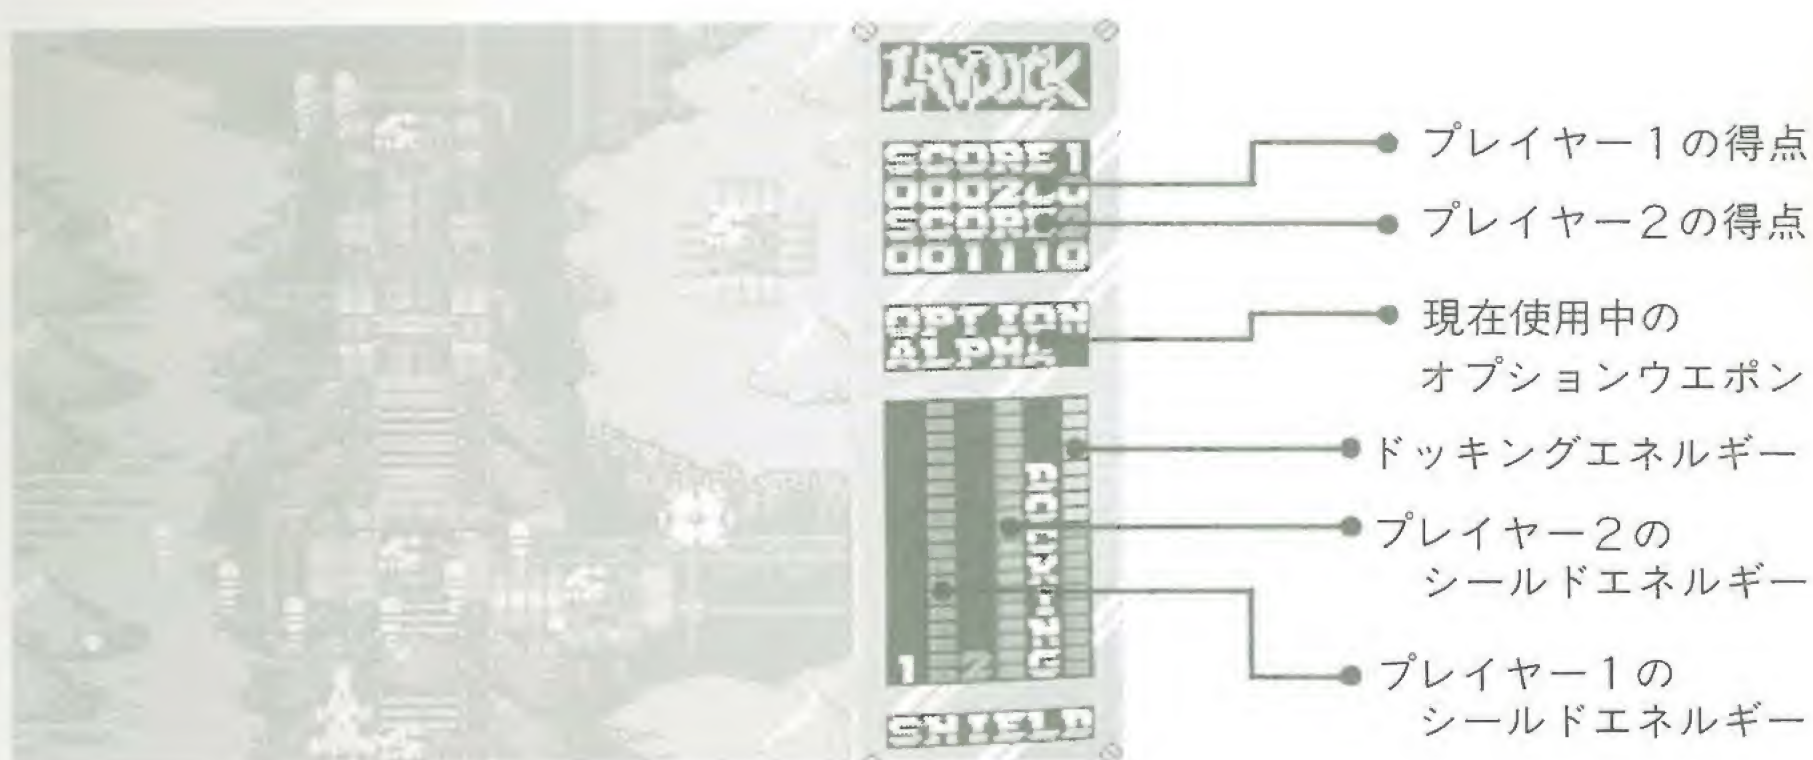 LAYDOCK
SCORE1
SCORE2
001110
OPTION
ALPHA
DOCKING
1 2
SHIELD
プレイヤー1の得点
プレイヤー2の得点
現在使用中の
オプションウエポン
ドッキングエネルギー
プレイヤー2の
シールドエネルギー
プレイヤー1の
シールドエネルギー